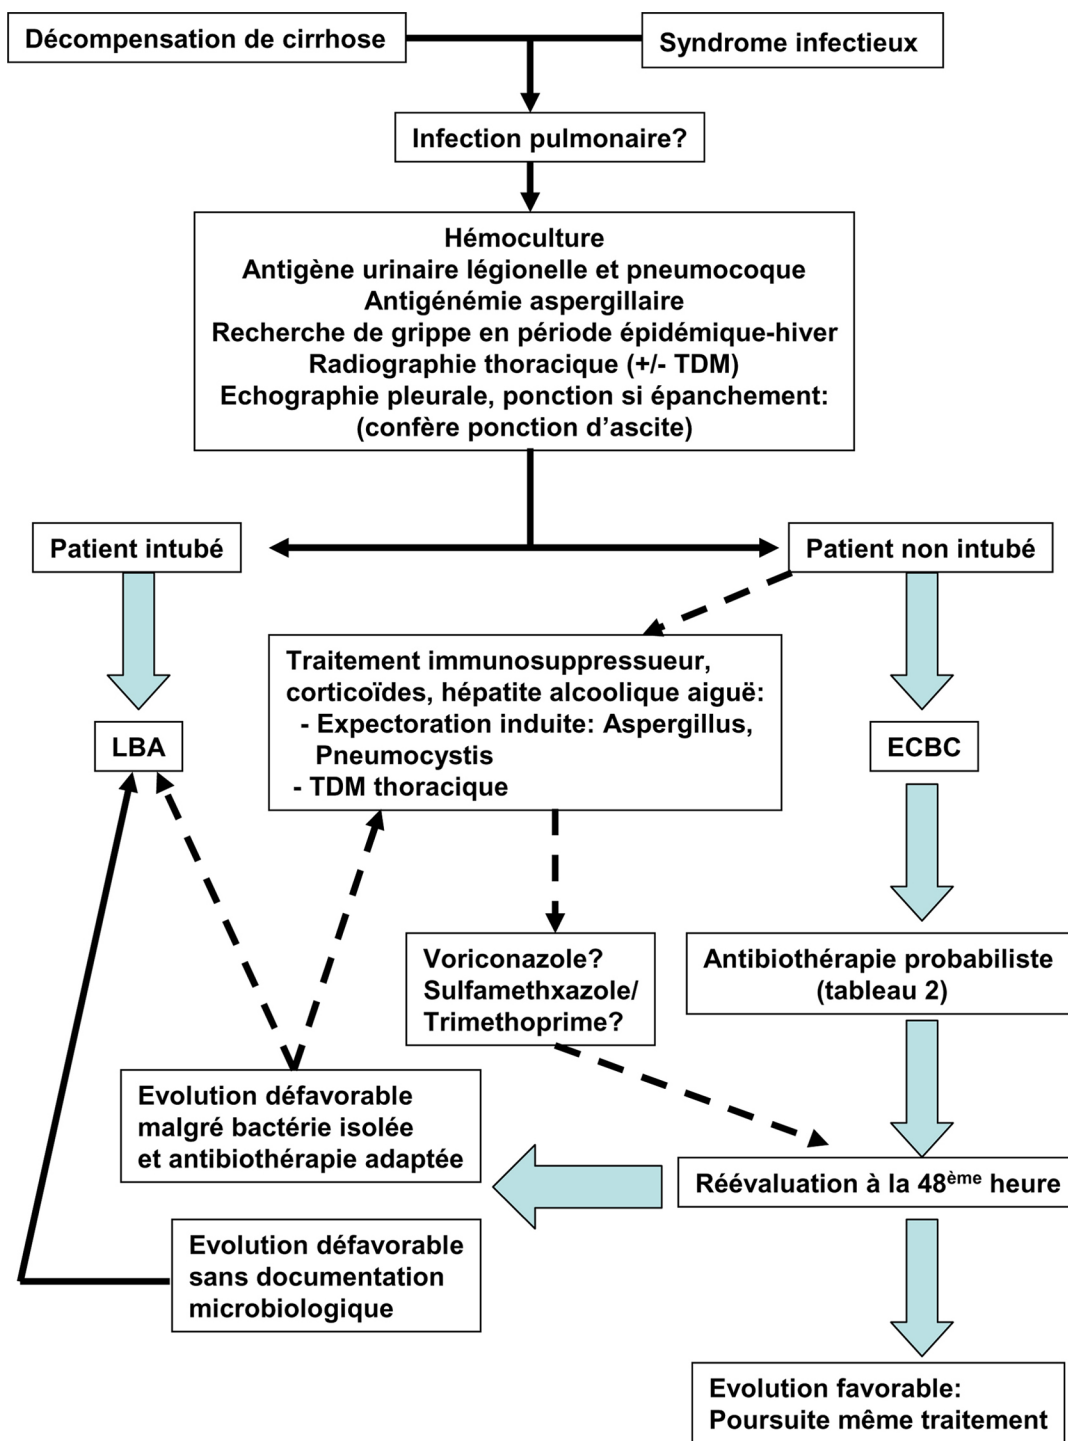 Décompensation de cirrhose
Syndrome infectieux
Infection pulmonaire?
Hémoculture
Antigène urinaire légionelle et pneumocoque
Antigénémie aspergillaire
Recherche de grippe en période épidémique-hiver
Radiographie thoracique (+/- TDM)
Echographie pleurale, ponction si épanchement:
(confère ponction d’ascite)
Patient intubé
Patient non intubé
Traitement immunosuppressueur,
corticoïdes, hépatite alcoolique aiguë:
- Expectoration induite: Aspergillus,
Pneumocystis
- TDM thoracique
LBA
ECBC
Voriconazole?
Sulfamethxazole/
Trimethoprime?
Antibiothérapie probabiliste
(tableau 2)
Evolution défavorable
malgré bactérie isolée
et antibiothérapie adaptée
Réévaluation à la 48ème heure
Evolution défavorable
sans documentation
microbiologique
Evolution favorable:
Poursuite même traitement